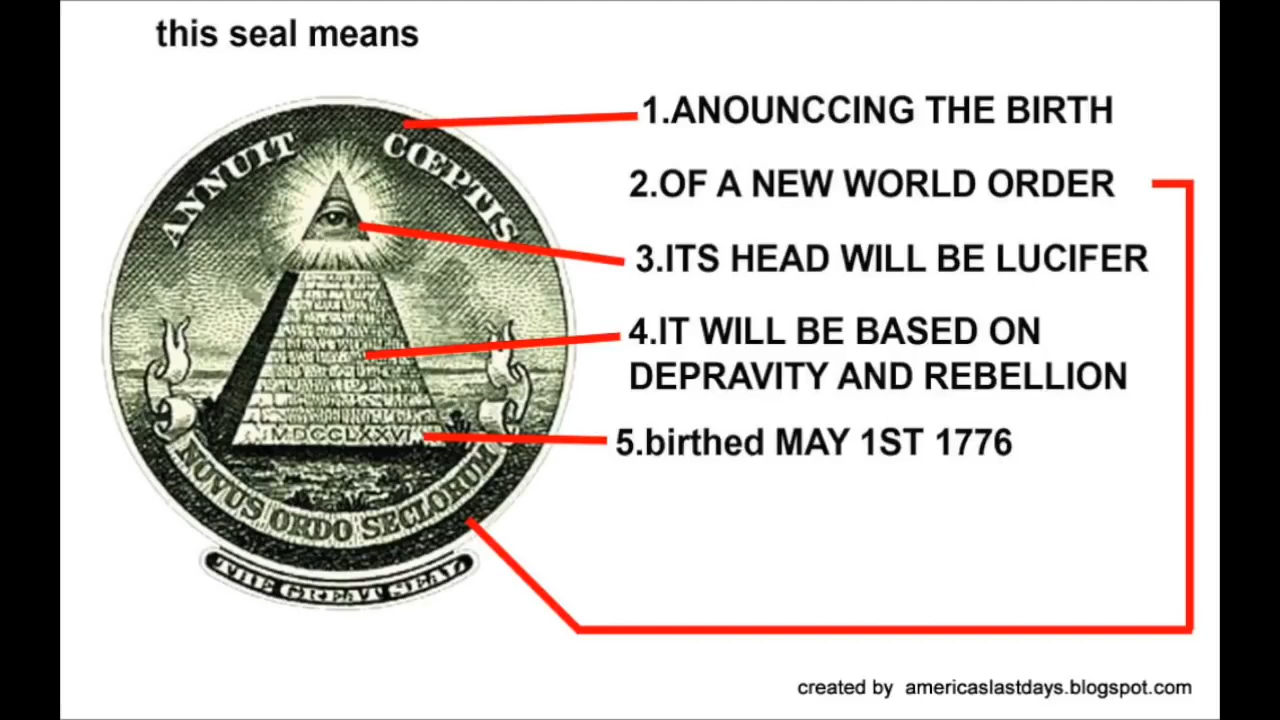 this seal means
1.ANOUNCCING THE BIRTH
2.OF A NEW WORLD ORDER
3.ITS HEAD WILL BE LUCIFER
4.IT WILL BE BASED ON
DEPRAVITY AND REBELLION
5.birthed MAY 1ST 1776
ANNUIT CŒPTIS
MDCCLXXVI
NOVUS ORDO SECLORUM
THE GREAT SEAL
created by americaslastdays.blogspot.com